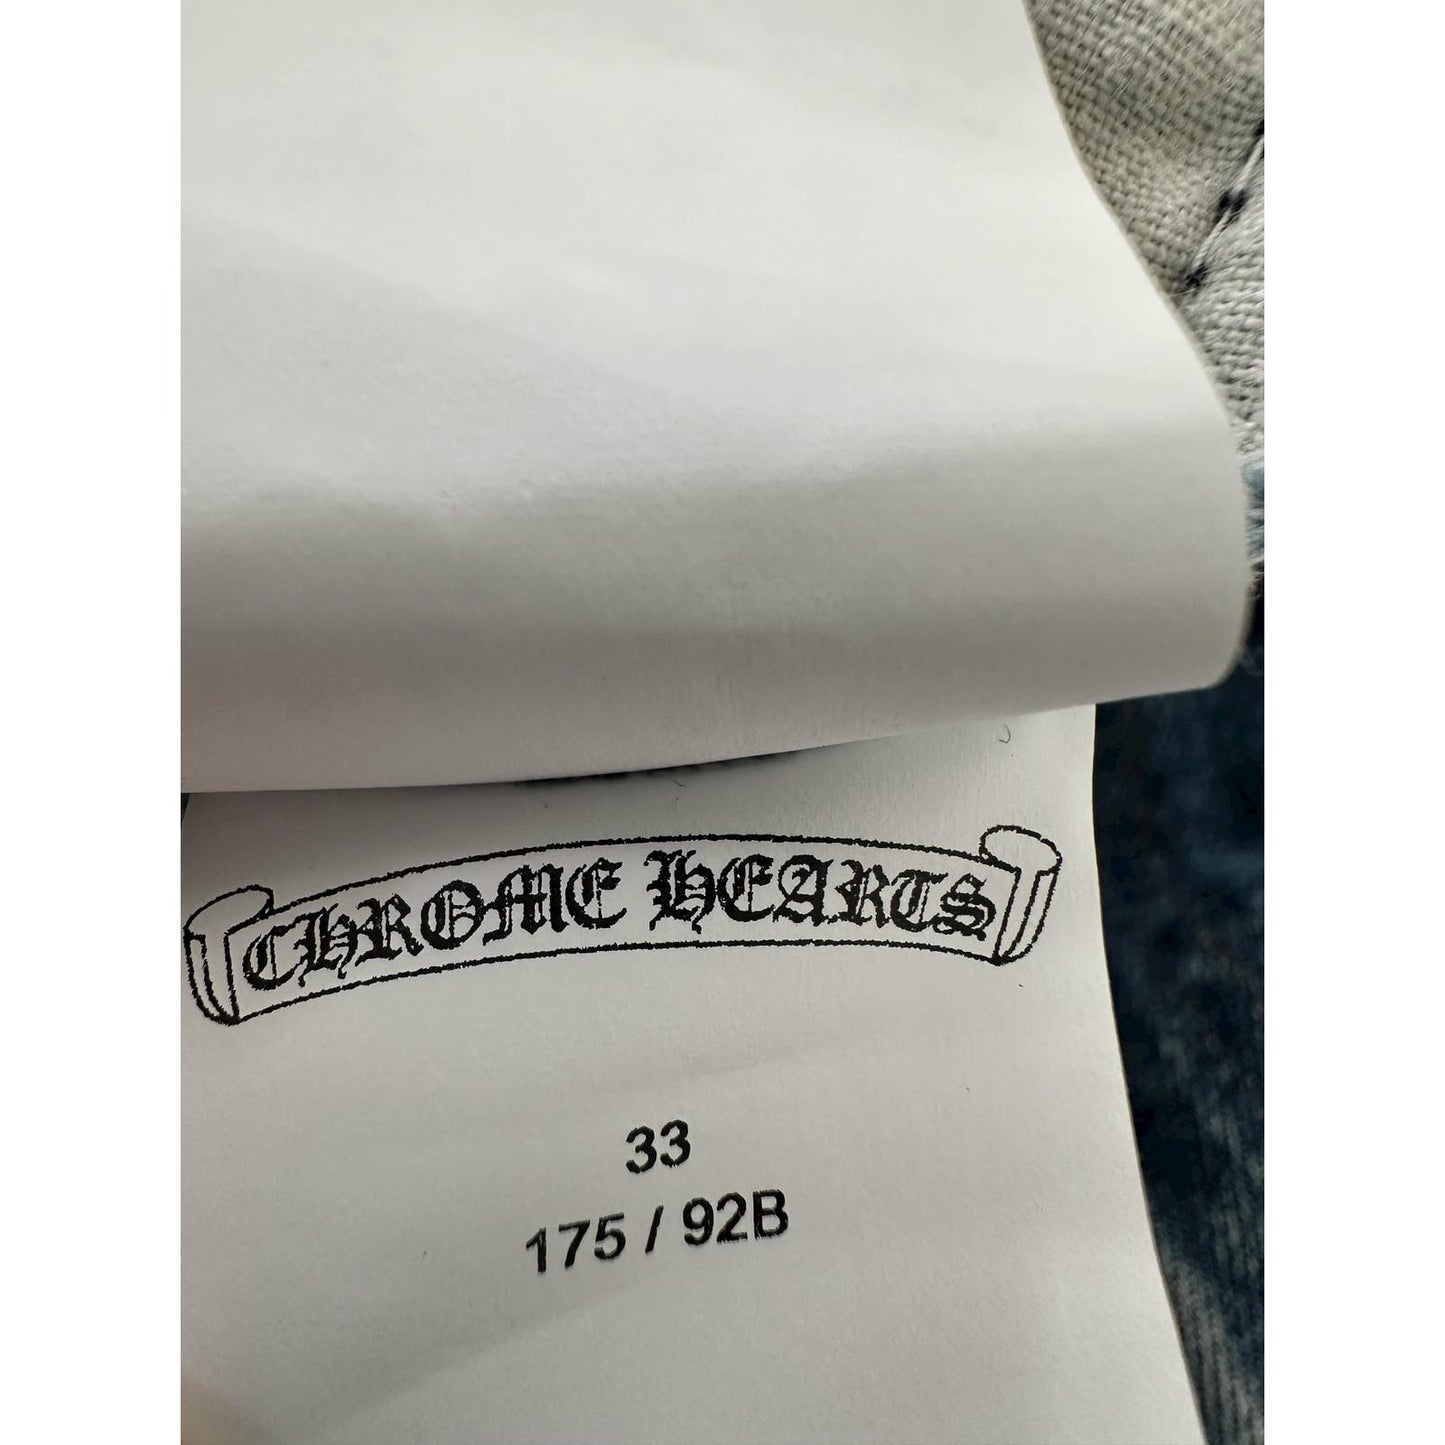 CHROME HEARTS
33
175 / 92B